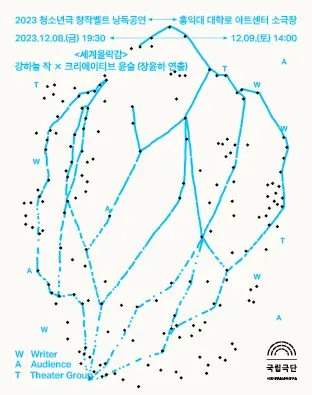 2023 청소년극 창작벨트 낭독공연 ↔ 홍익대 대학로 아트센터 소극장
2023.12.08.(금) 19:30 ↔ 12.09.(토) 14:00
<세계몰락감>
강하늘 작 × 크리에이티브 윤슬 (장윤하 연출)
T
A
T
W
W
W
A
T
A
W
W
A
W Writer
A Audience
T Theater Group
국립극단